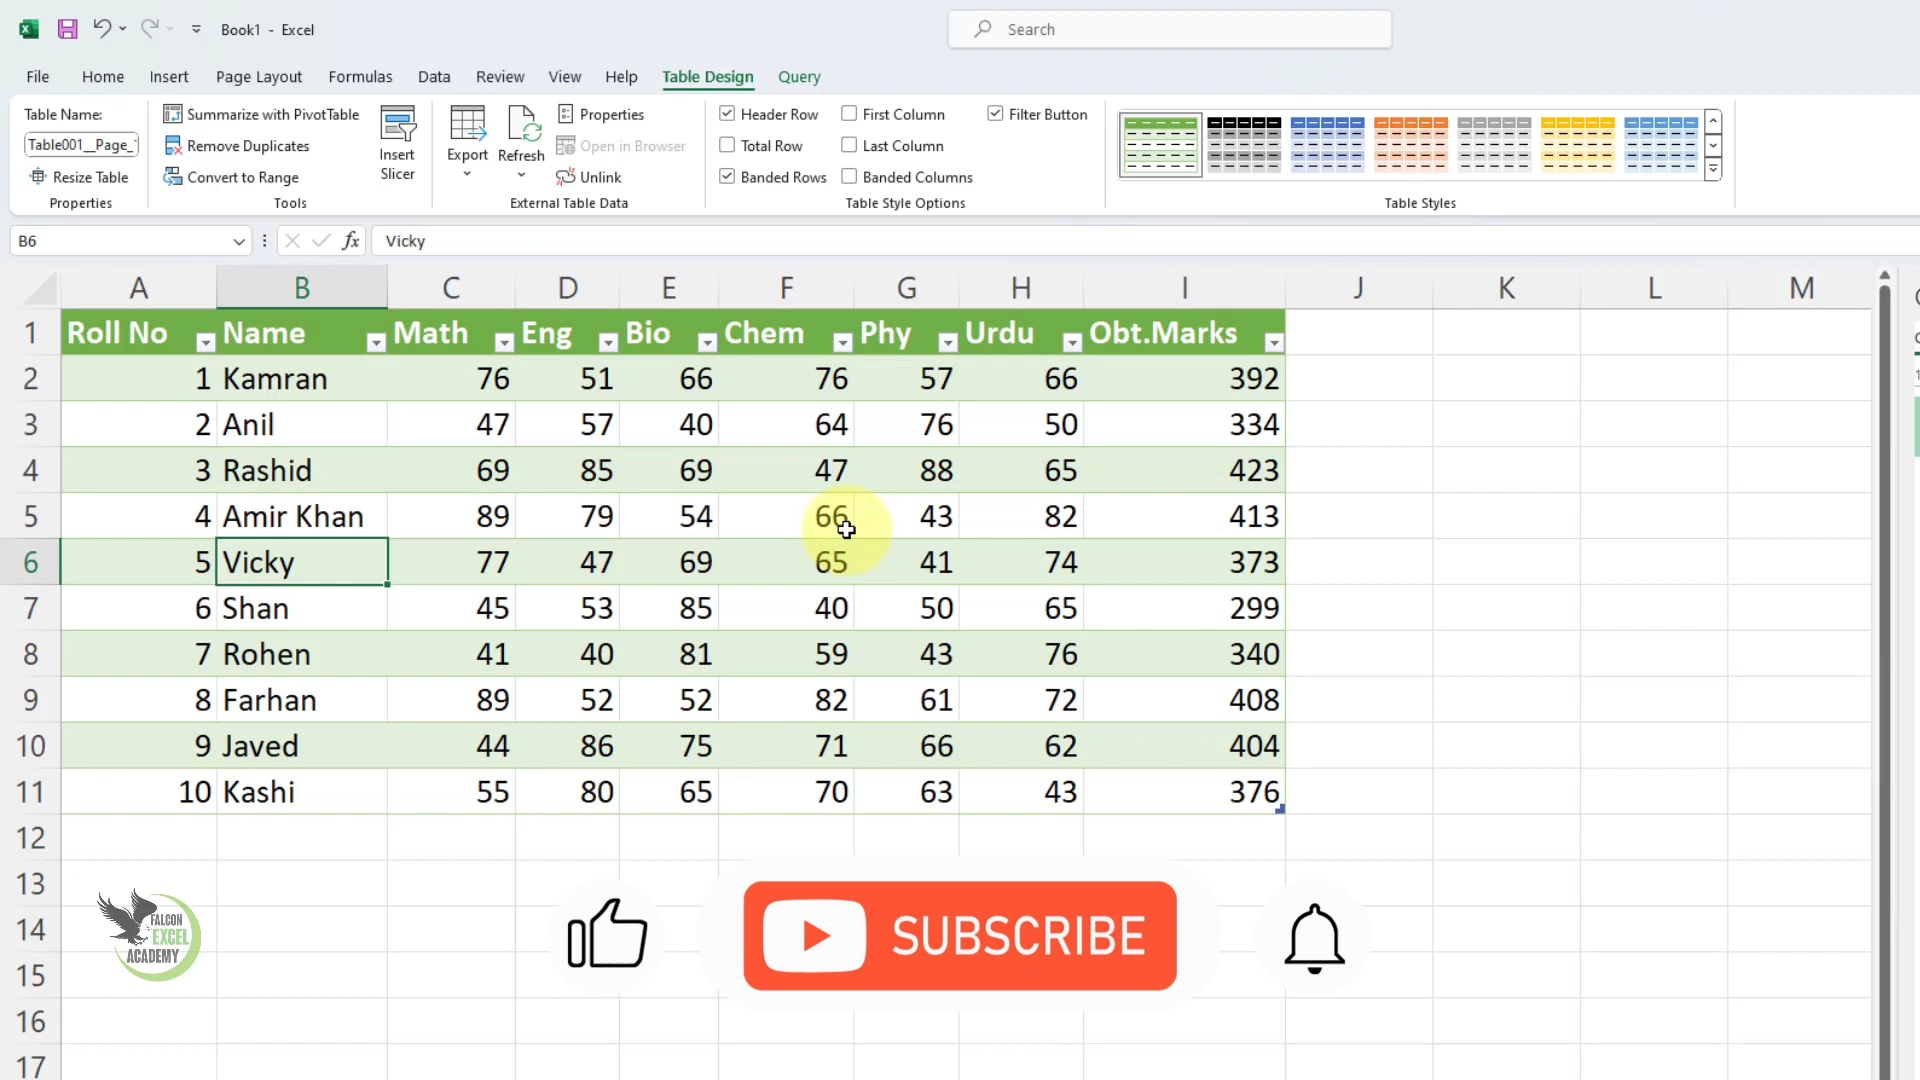 Book1 - Excel
Search
File Home Insert Page Layout Formulas Data Review View Help Table Design Query
Table Name:
Table001__Page_
Resize Table
Properties
Summarize with PivotTable
Remove Duplicates
Convert to Range
Insert Slicer
Tools
Export
Refresh
Properties
Open in Browser
Unlink
External Table Data
Header Row
Total Row
Banded Rows
First Column
Last Column
Banded Columns
Filter Button
Table Style Options
Table Styles
B6
fx
Vicky
A B C D E F G H I J K L M
1 Roll No Name Math Eng Bio Chem Phy Urdu Obt.Marks
2 1 Kamran 76 51 66 76 57 66 392
3 2 Anil 47 57 40 64 76 50 334
4 3 Rashid 69 85 69 47 88 65 423
5 4 Amir Khan 89 79 54 66 43 82 413
6 5 Vicky 77 47 69 65 41 74 373
7 6 Shan 45 53 85 40 50 65 299
8 7 Rohen 41 40 81 59 43 76 340
9 8 Farhan 89 52 52 82 61 72 408
10 9 Javed 44 86 75 71 66 62 404
11 10 Kashi 55 80 65 70 63 43 376
12
13
14
15
16
17
FALCON
EXCEL
ACADEMY
SUBSCRIBE